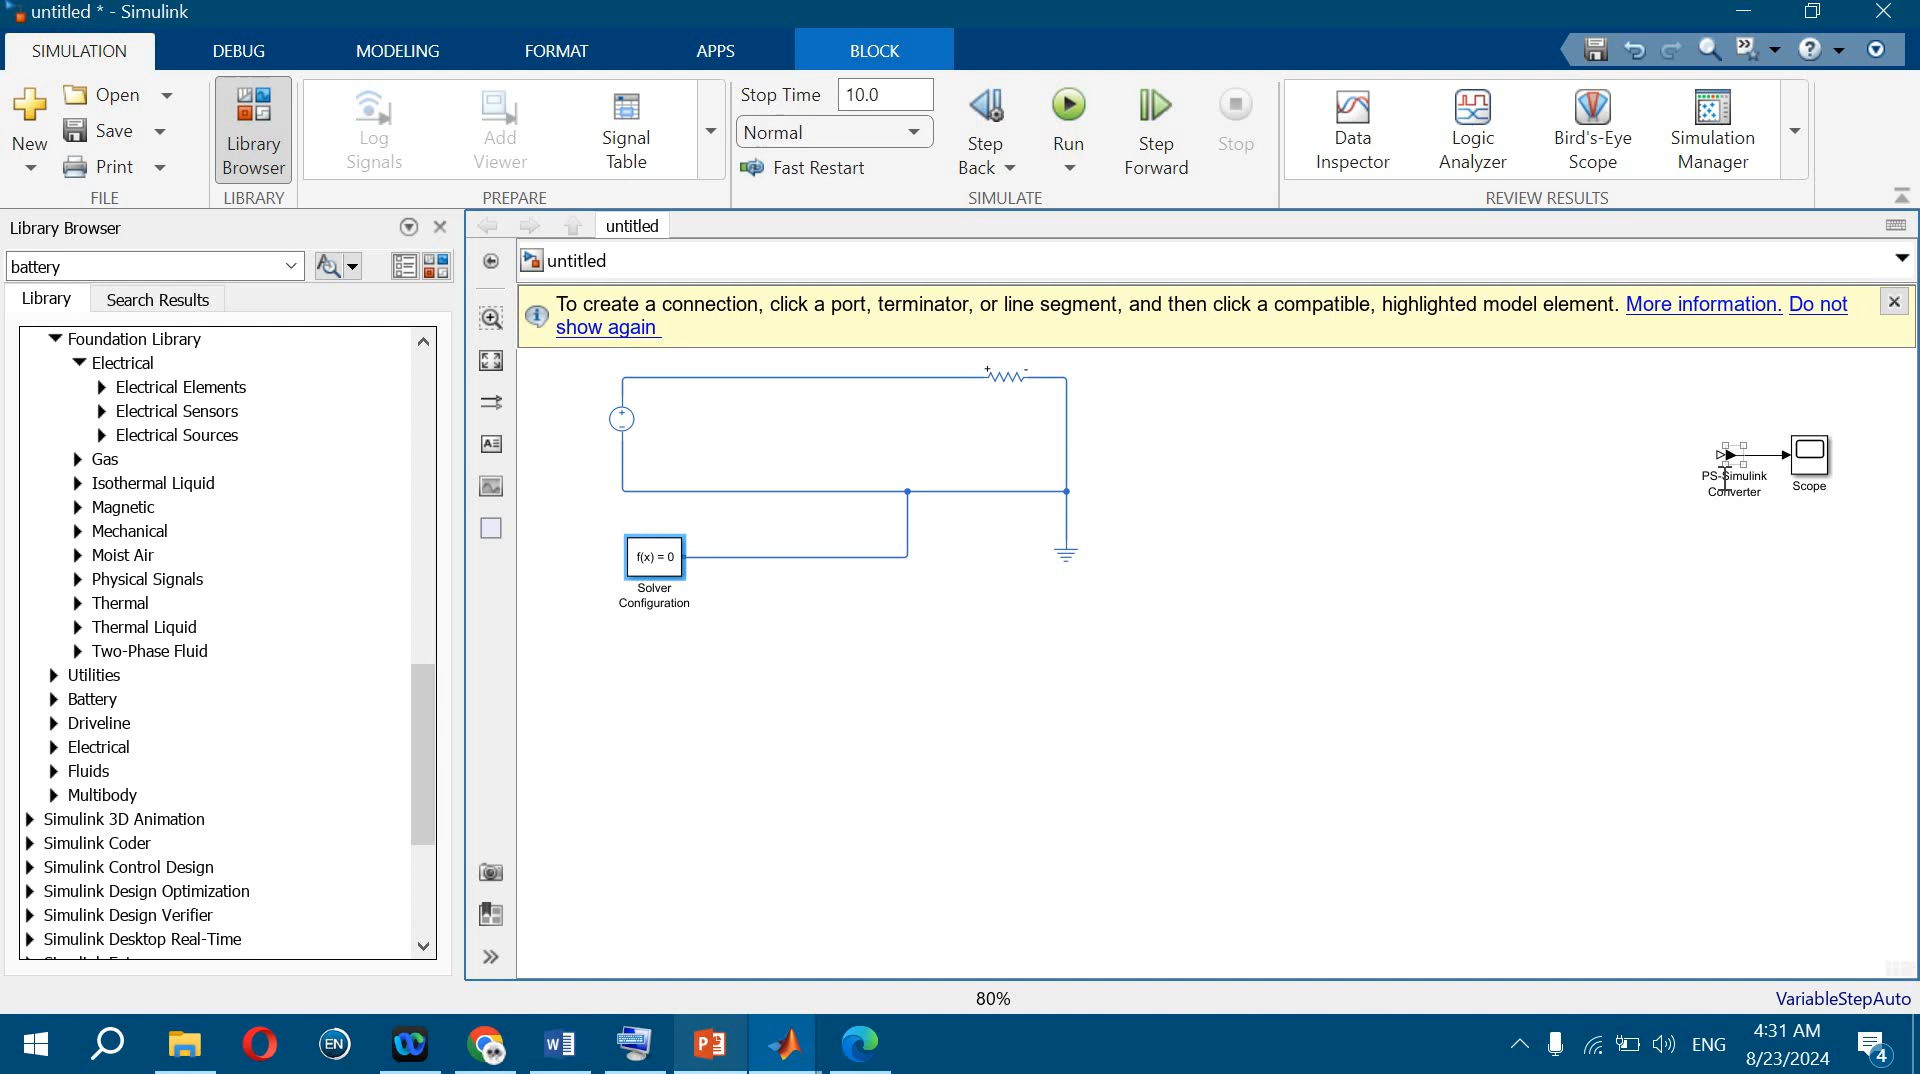 untitled * - Simulink
SIMULATION DEBUG MODELING FORMAT APPS BLOCK
New
Open
Save
Print
FILE
Library
Browser
LIBRARY
Log
Signals
Add
Viewer
Signal
Table
PREPARE
Stop Time 10.0
Normal
Fast Restart
Step
Back
Run
Step
Forward
Stop
SIMULATE
Data
Inspector
Logic
Analyzer
Bird's-Eye
Scope
Simulation
Manager
REVIEW RESULTS
Library Browser
battery
Library Search Results
Foundation Library
Electrical
Electrical Elements
Electrical Sensors
Electrical Sources
Gas
Isothermal Liquid
Magnetic
Mechanical
Moist Air
Physical Signals
Thermal
Thermal Liquid
Two-Phase Fluid
Utilities
Battery
Driveline
Electrical
Fluids
Multibody
Simulink 3D Animation
Simulink Coder
Simulink Control Design
Simulink Design Optimization
Simulink Design Verifier
Simulink Desktop Real-Time
untitled
untitled
To create a connection, click a port, terminator, or line segment, and then click a compatible, highlighted model element. More information. Do not
show again
+ -
+
-
f(x) = 0
Solver
Configuration
PS-Simulink
Converter
Scope
80%
VariableStepAuto
EN
ENG
4:31 AM
8/23/2024
4